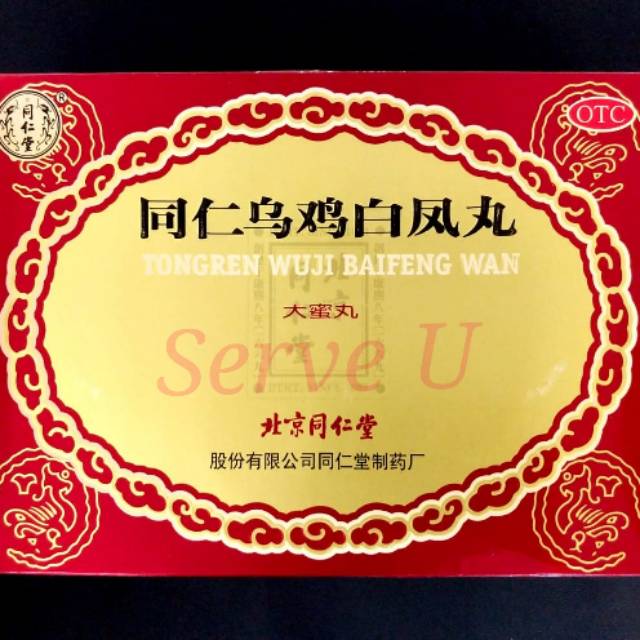 同仁堂
®
OTC
同仁乌鸡白凤丸
TONGREN WUJI BAIFENG WAN
大蜜丸
Serve U
北京同仁堂
股份有限公司同仁堂制药厂